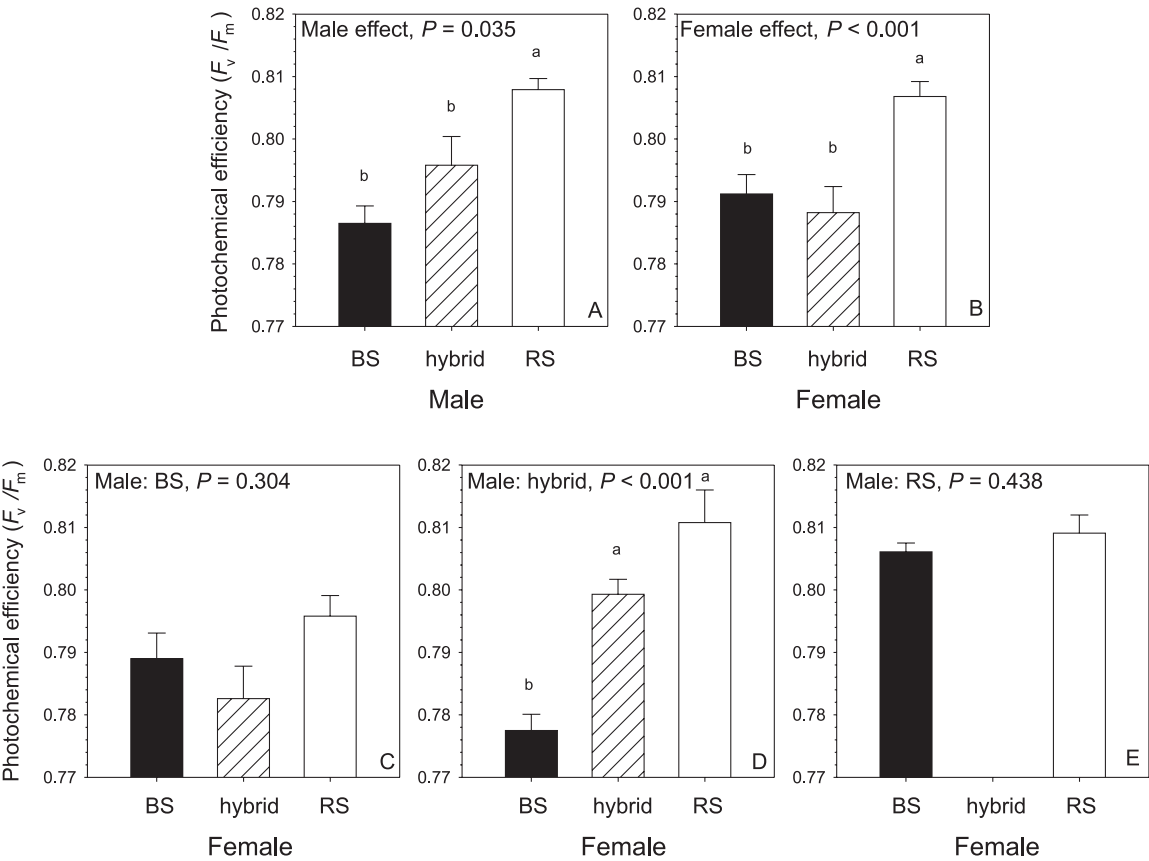 Photochemical efficiency (Fv /Fm)
0.82
0.81
0.80
0.79
0.78
0.77
Male effect, P = 0.035
b
b
a
A
BS hybrid RS
Male
0.82
0.81
0.80
0.79
0.78
0.77
Female effect, P < 0.001
b
b
a
B
BS hybrid RS
Female
Photochemical efficiency (Fv /Fm)
0.82
0.81
0.80
0.79
0.78
0.77
Male: BS, P = 0.304
C
BS hybrid RS
Female
0.82
0.81
0.80
0.79
0.78
0.77
Male: hybrid, P < 0.001
b
a
a
D
BS hybrid RS
Female
0.82
0.81
0.80
0.79
0.78
0.77
Male: RS, P = 0.438
E
BS hybrid RS
Female